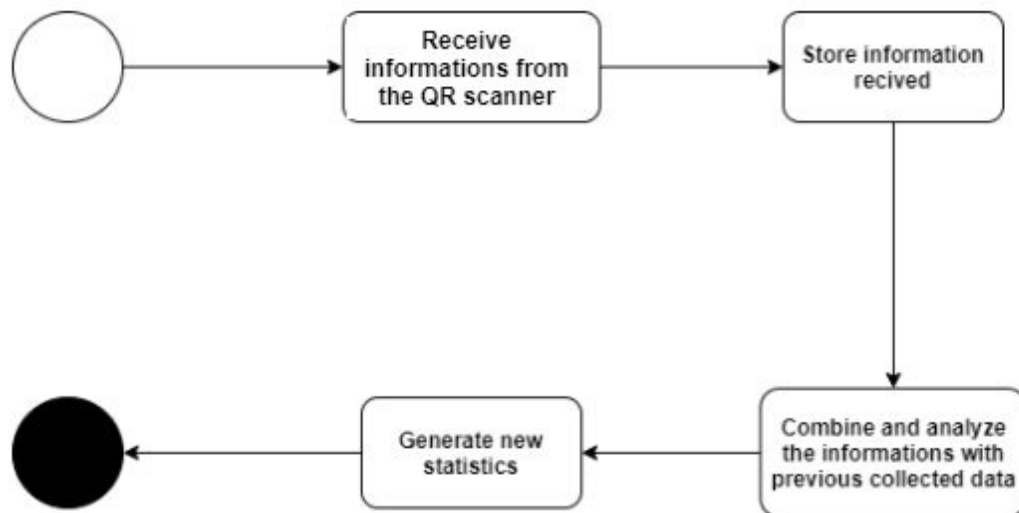 Receive
informations from
the QR scanner
Store information
recived
Combine and analyze
the informations with
previous collected data
Generate new
statistics